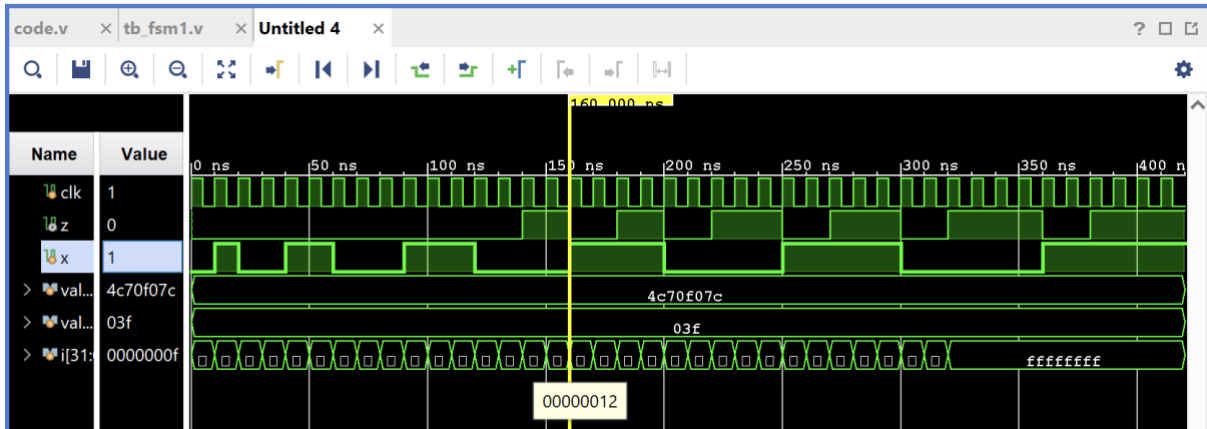 code.v × tb_fsm1.v × Untitled 4 × ?
160.000 ns
Name Value
0 ns 50 ns 100 ns 150 ns 200 ns 250 ns 300 ns 350 ns 400 n
clk 1
z 0
x 1
> val... 4c70f07c 4c70f07c
> val... 03f 03f
> i[31: 0000000f ffffffff
00000012